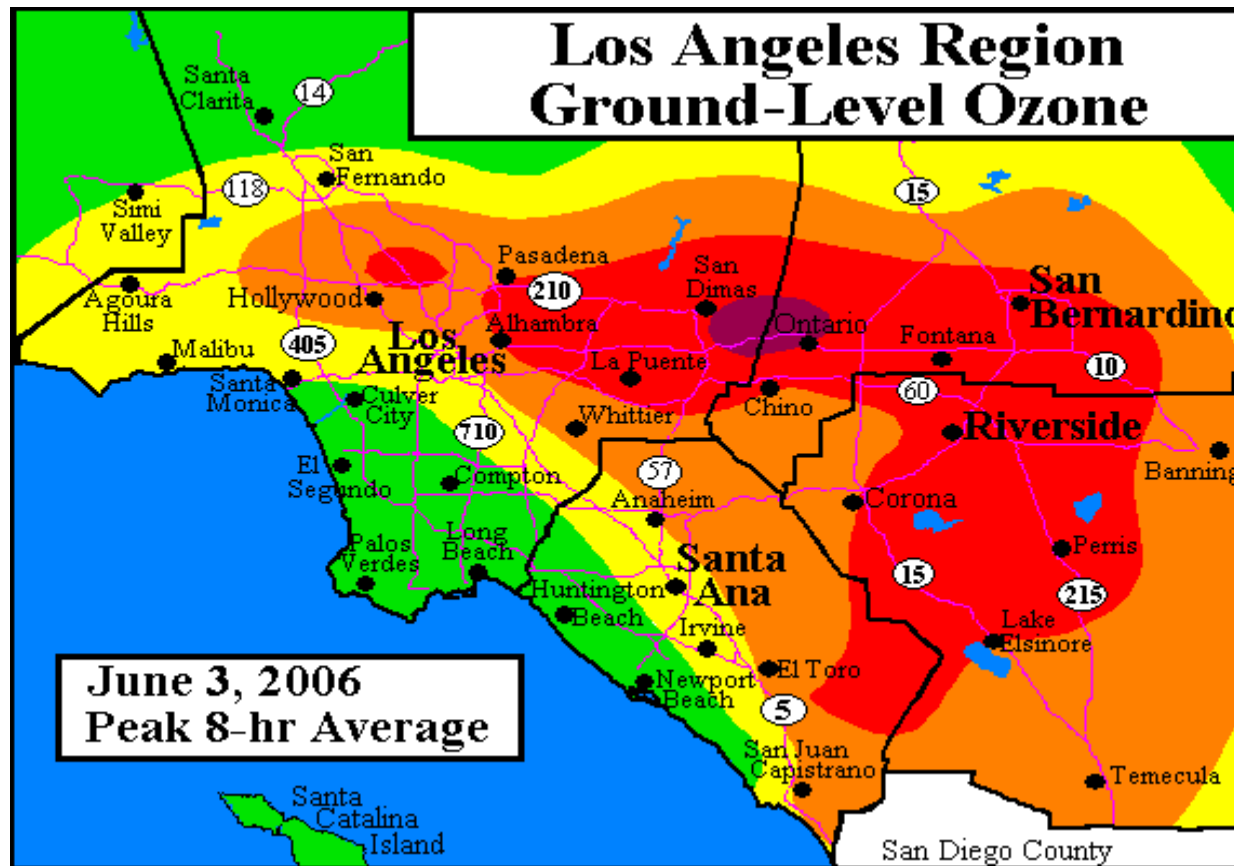 Los Angeles Region
Ground-Level Ozone
Santa
Clarita
14
San
Fernando
118
15
Simi
Valley
Pasadena
210
San
Dimas
San
Bernardino
Agoura
Hills
Hollywood
Los
Angeles
Alhambra
Ontario
Fontana
405
Malibu
La Puente
10
Santa
Monica
Culver
City
60
Chino
Whittier
710
Riverside
El
Segundo
Compton
57
Anaheim
Banning
Corona
Palos
Verdes
Long
Beach
Perris
Santa
Ana
Huntington
Beach
15
215
Irvine
Lake
Elsinore
El Toro
Newport
Beach
5
June 3, 2006
Peak 8-hr Average
San Juan
Capistrano
Temecula
Santa
Catalina
Island
San Diego County